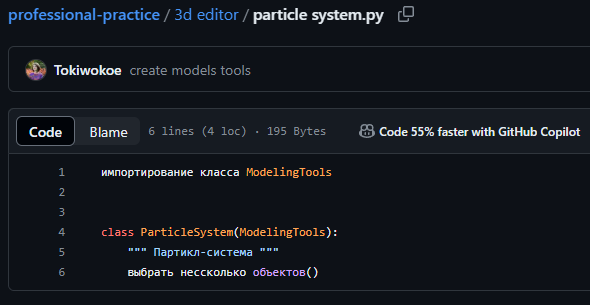 professional-practice / 3d editor / particle system.py
Tokiwokoe create models tools
Code Blame 6 lines (4 loc) · 195 Bytes Code 55% faster with GitHub Copilot
1 импортирование класса ModelingTools
2
3
4 class ParticleSystem(ModelingTools):
5 """ Партикл-система """
6 выбрать нессколько объектов()